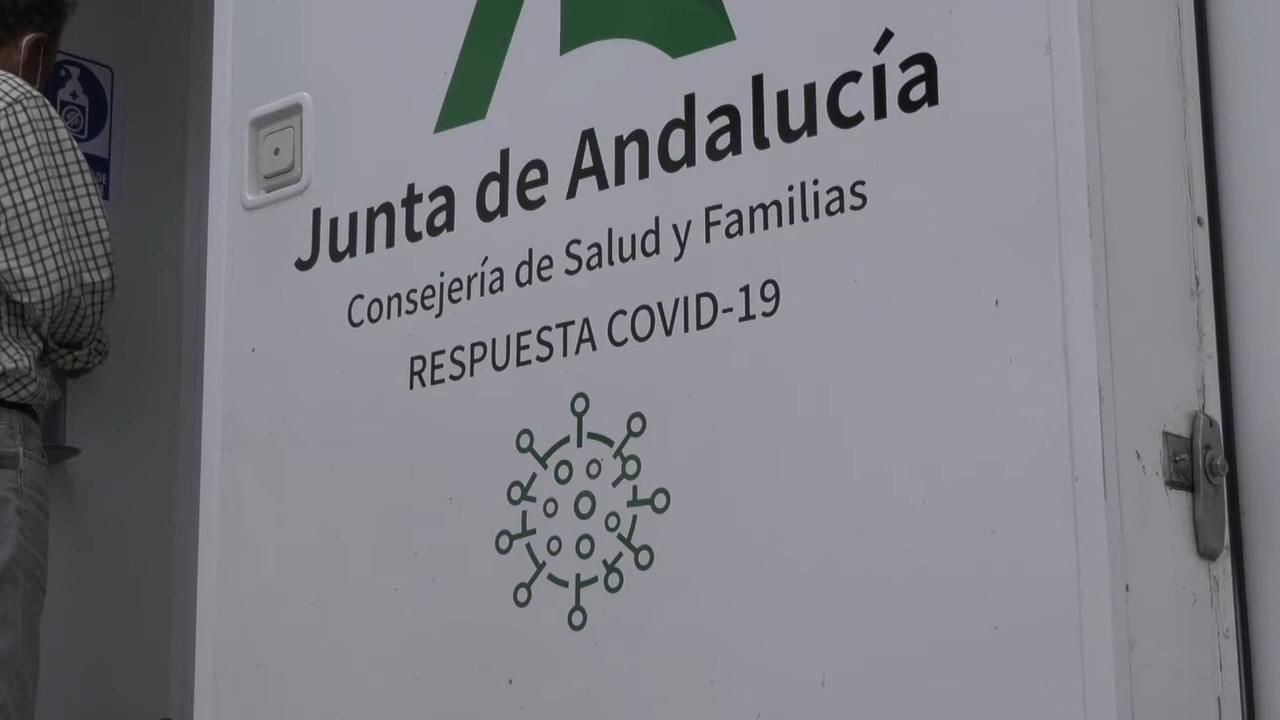 Junta de Andalucía
Consejería de Salud y Familias
RESPUESTA COVID-19